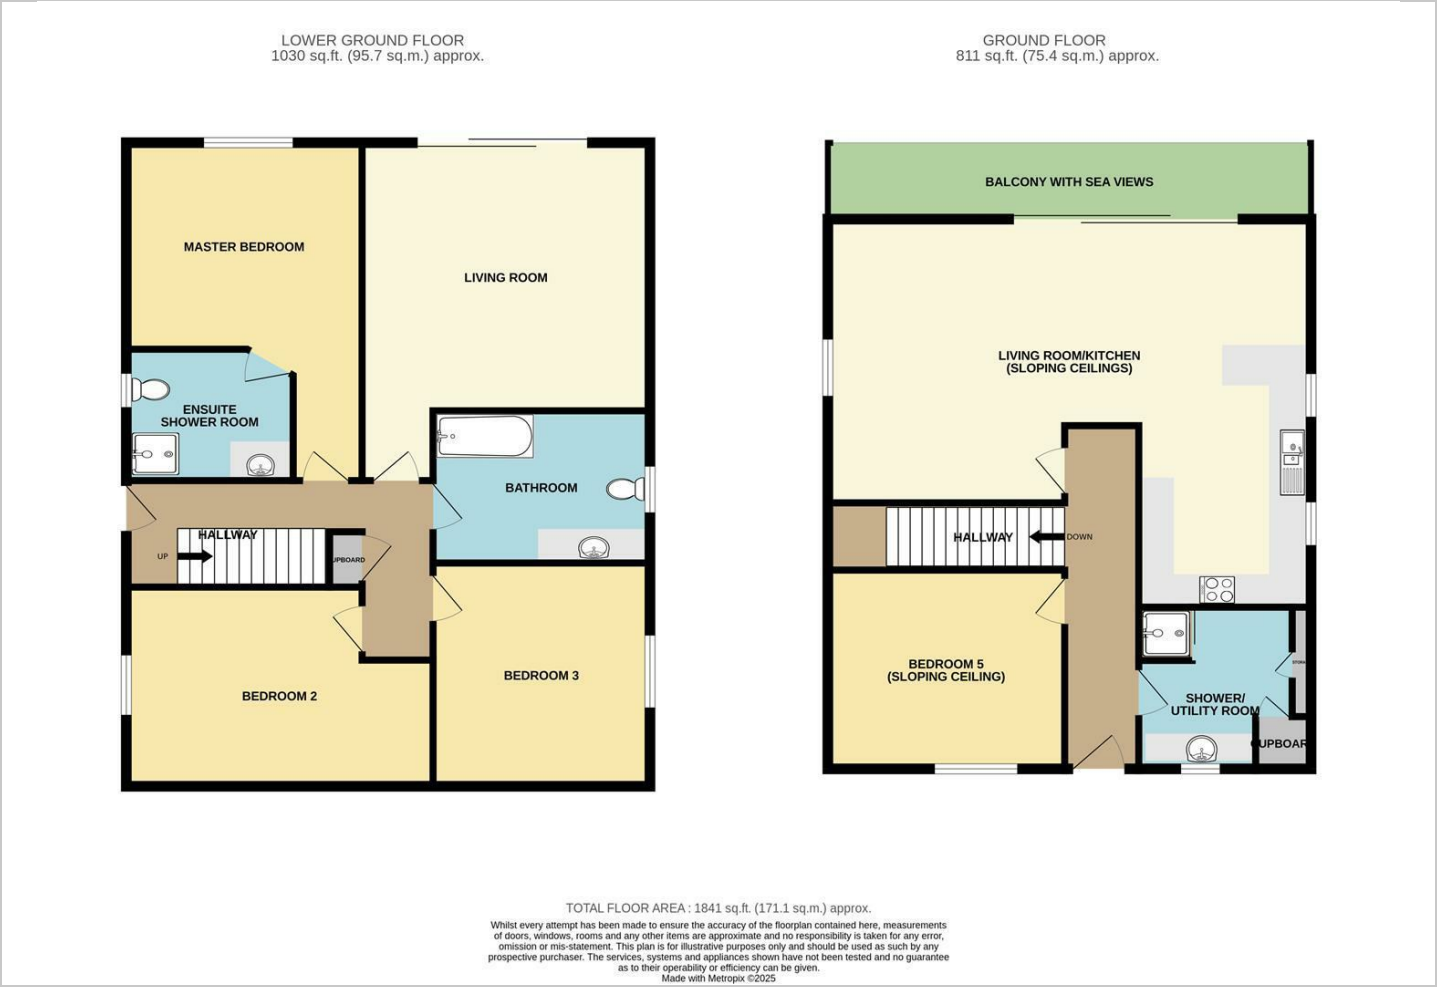 LOWER GROUND FLOOR
1030 sq.ft. (95.7 sq.m.) approx.
MASTER BEDROOM
LIVING ROOM
ENSUITE
SHOWER ROOM
BATHROOM
HALLWAY
UP
UPBOARD
BEDROOM 2
BEDROOM 3
GROUND FLOOR
811 sq.ft. (75.4 sq.m.) approx.
BALCONY WITH SEA VIEWS
LIVING ROOM/KITCHEN
(SLOPING CEILINGS)
HALLWAY
DOWN
BEDROOM 5
(SLOPING CEILING)
SHOWER/
UTILITY ROOM
CUPBOAR
TOTAL FLOOR AREA : 1841 sq.ft. (171.1 sq.m.) approx.
Whilst every attempt has been made to ensure the accuracy of the floorplan contained here, measurements
of doors, windows, rooms and any other items are approximate and no responsibility is taken for any error,
omission or mis-statement. This plan is for illustrative purposes only and should be used as such by any
prospective purchaser. The services, systems and appliances shown have not been tested and no guarantee
as to their operability or efficiency can be given.
Made with Metropix ©2025